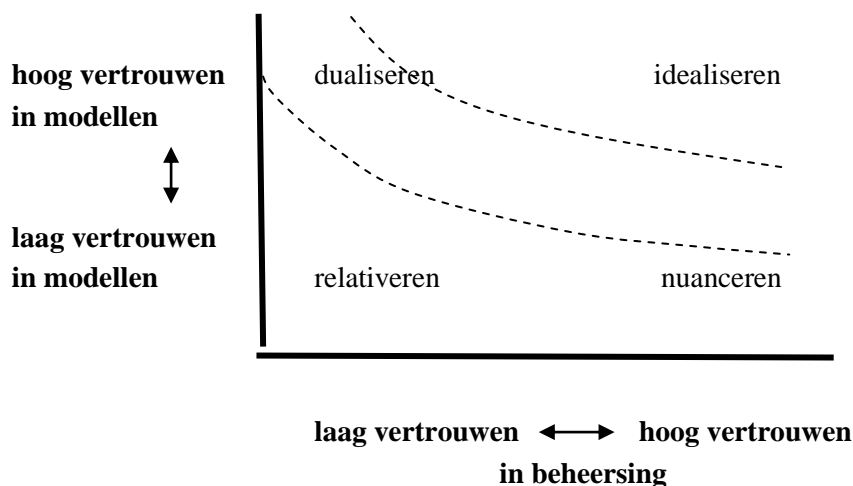 hoog vertrouwen dualiseren idealiseren
in modellen
laag vertrouwen
in modellen relativeren nuanceren
laag vertrouwen hoog vertrouwen
in beheersing